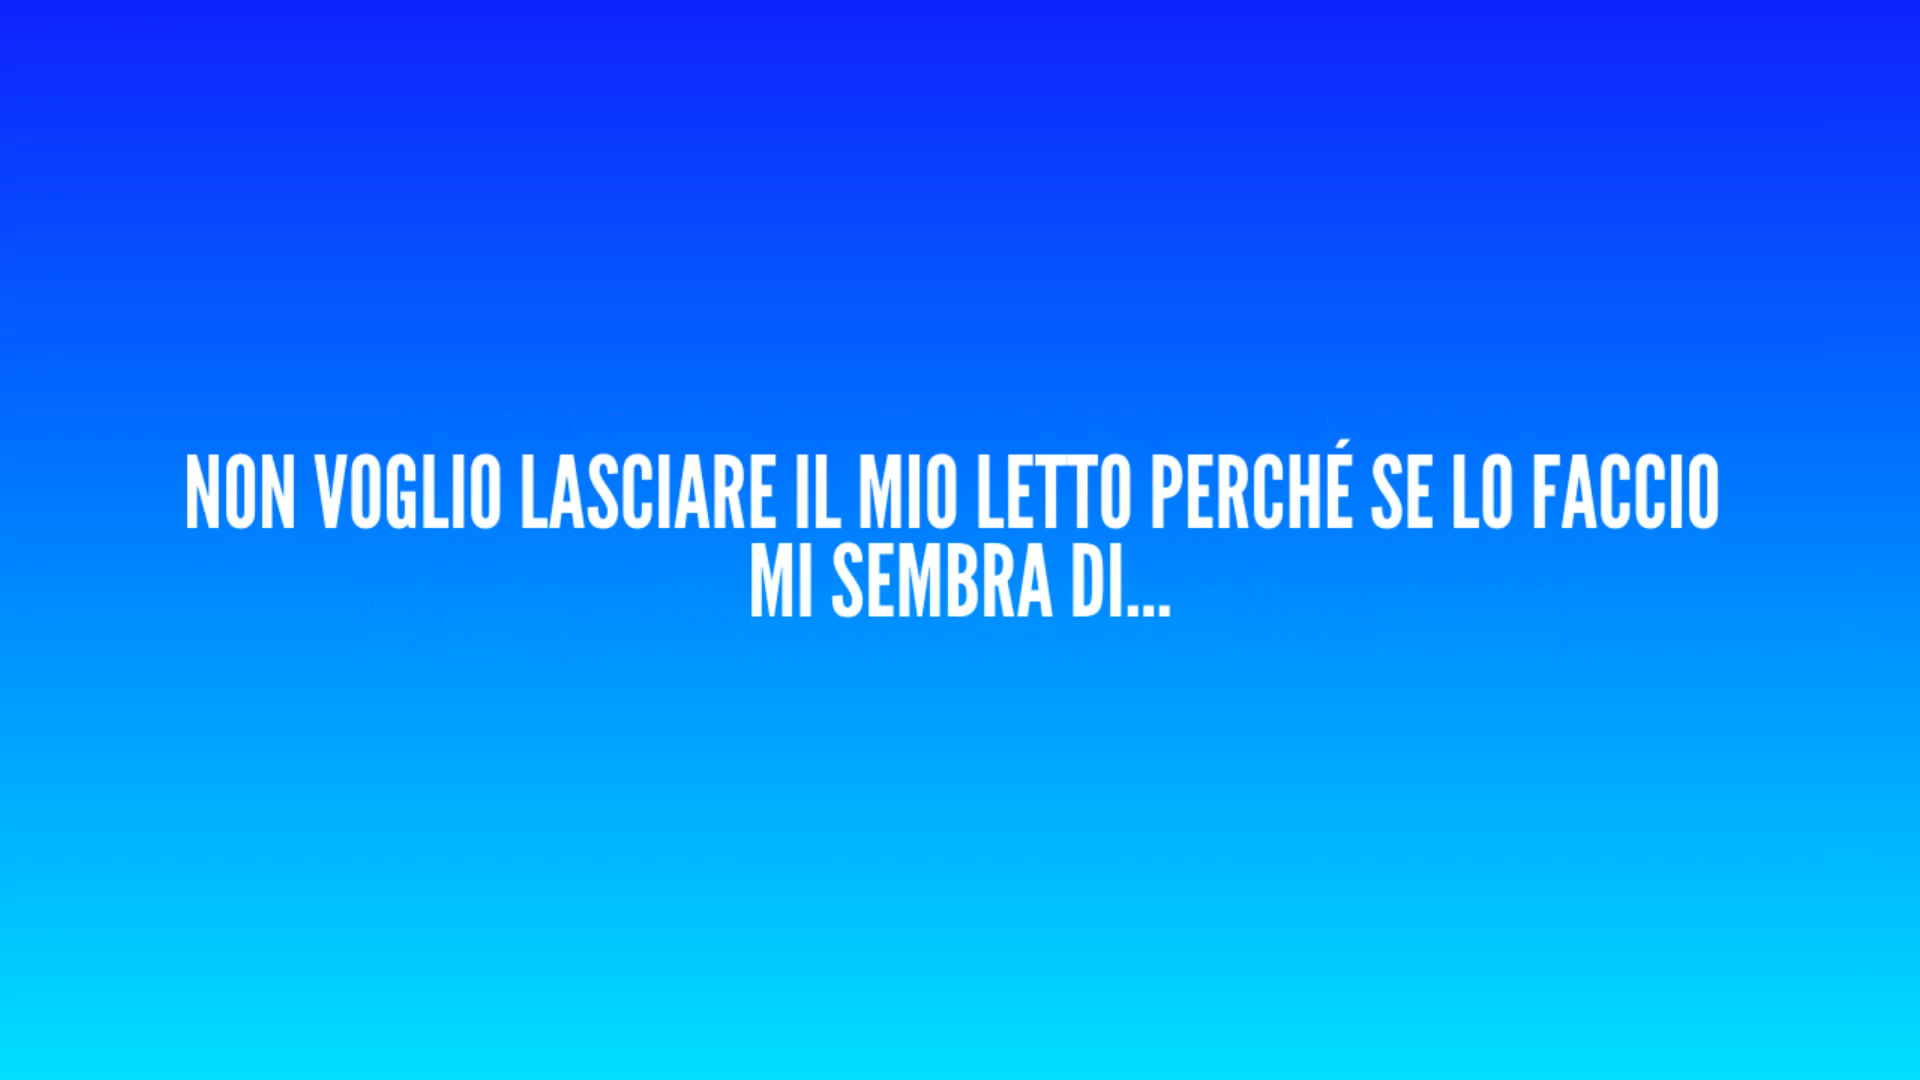 NON VOGLIO LASCIARE IL MIO LETTO PERCHÉ SE LO FACCIO
MI SEMBRA DI...